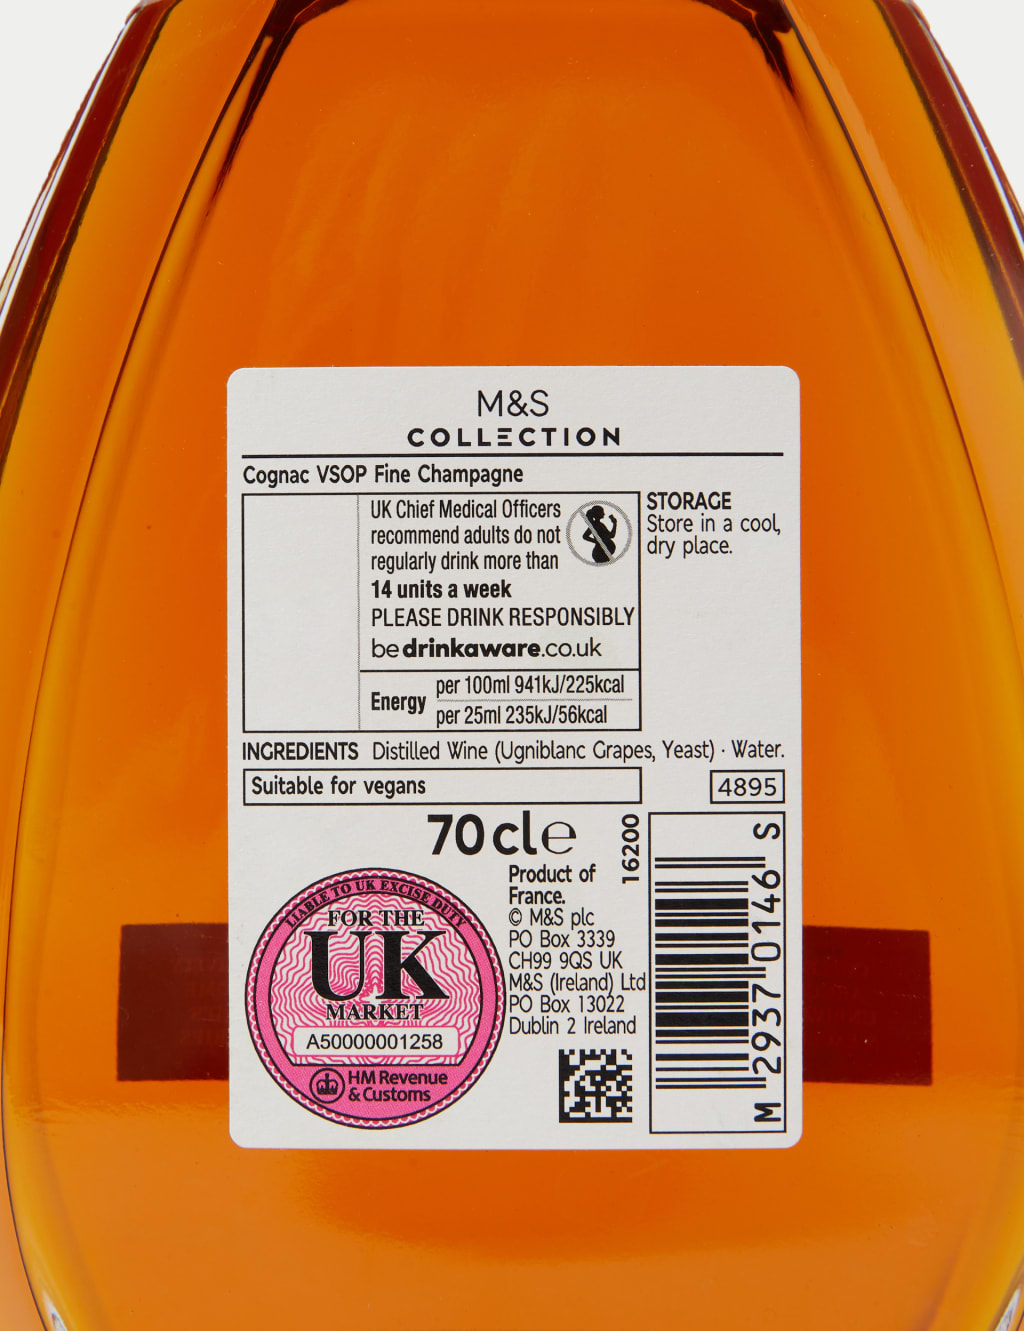 M&S
COLLECTION
Cognac VSOP Fine Champagne
UK Chief Medical Officers
recommend adults do not
regularly drink more than
14 units a week
PLEASE DRINK RESPONSIBLY
bedrinkaware.co.uk
Energy
per 100ml 941kJ/225kcal
per 25ml 235kJ/56kcal
STORAGE
Store in a cool,
dry place.
INGREDIENTS Distilled Wine (Ugniblanc Grapes, Yeast) · Water.
Suitable for vegans
4895
70cl℮
16200
Product of
France.
© M&S plc
PO Box 3339
CH99 9QS UK
M&S (Ireland) Ltd
PO Box 13022
Dublin 2 Ireland
LIABLE TO UK EXCISE DUTY
FOR THE
UK
MARKET
A50000001258
HM Revenue
& Customs
M 2937 0146 S